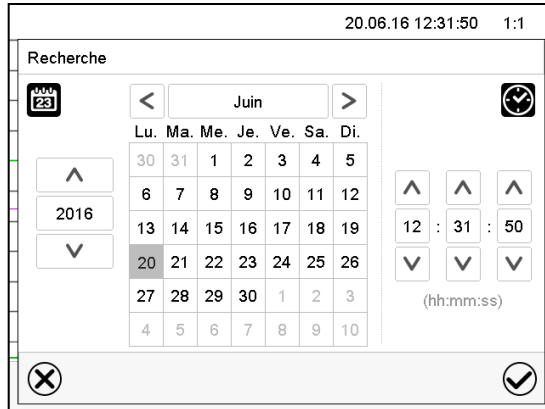 20.06.16 12:31:50 1:1
Recherche
23
< Juin >
Lu. Ma. Me. Je. Ve. Sa. Di.
30 31 1 2 3 4 5
6 7 8 9 10 11 12
2016
13 14 15 16 17 18 19
12 : 31 : 50
20 21 22 23 24 25 26
27 28 29 30 1 2 3
(hh:mm:ss)
4 5 6 7 8 9 10